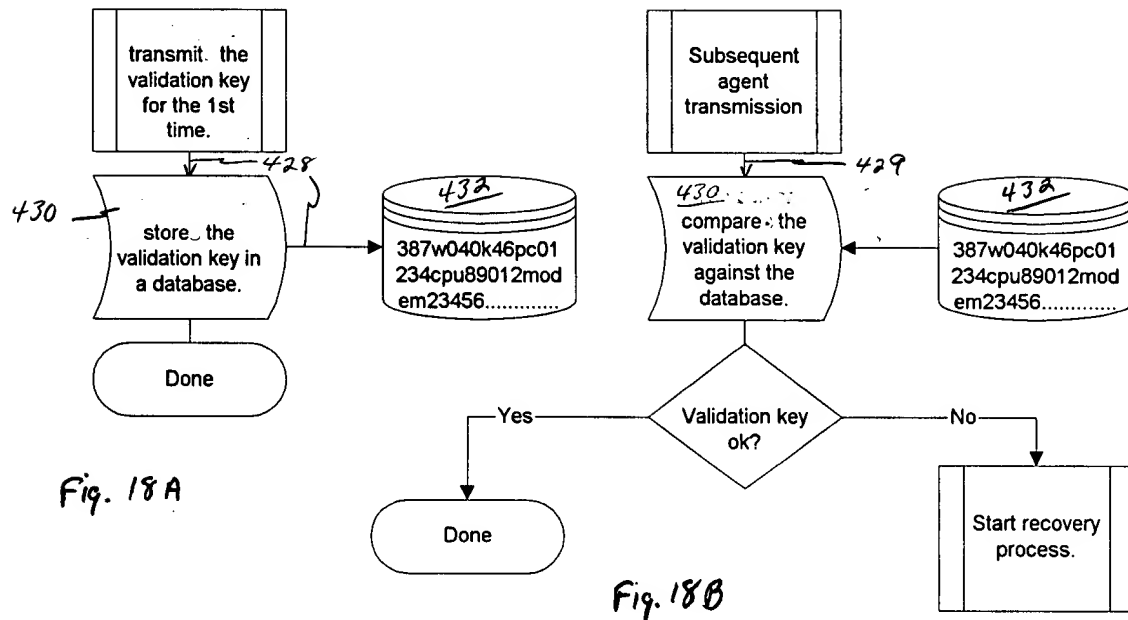 transmit the
validation key
for the 1st
time.
428
430
store the
validation key in
a database.
432
387w040k46pc01
234cpu89012mod
em23456.............
Done
Fig. 18A
Subsequent
agent
transmission
429
430
compare the
validation key
against the
database.
432
387w040k46pc01
234cpu89012mod
em23456.............
Validation key
ok?
Yes
No
Done
Start recovery
process.
Fig. 18B